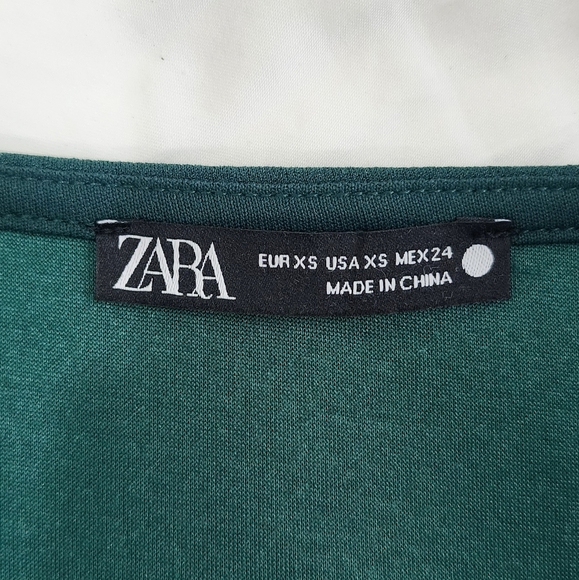 ZARA
EUR XS USA XS MEX 24
MADE IN CHINA